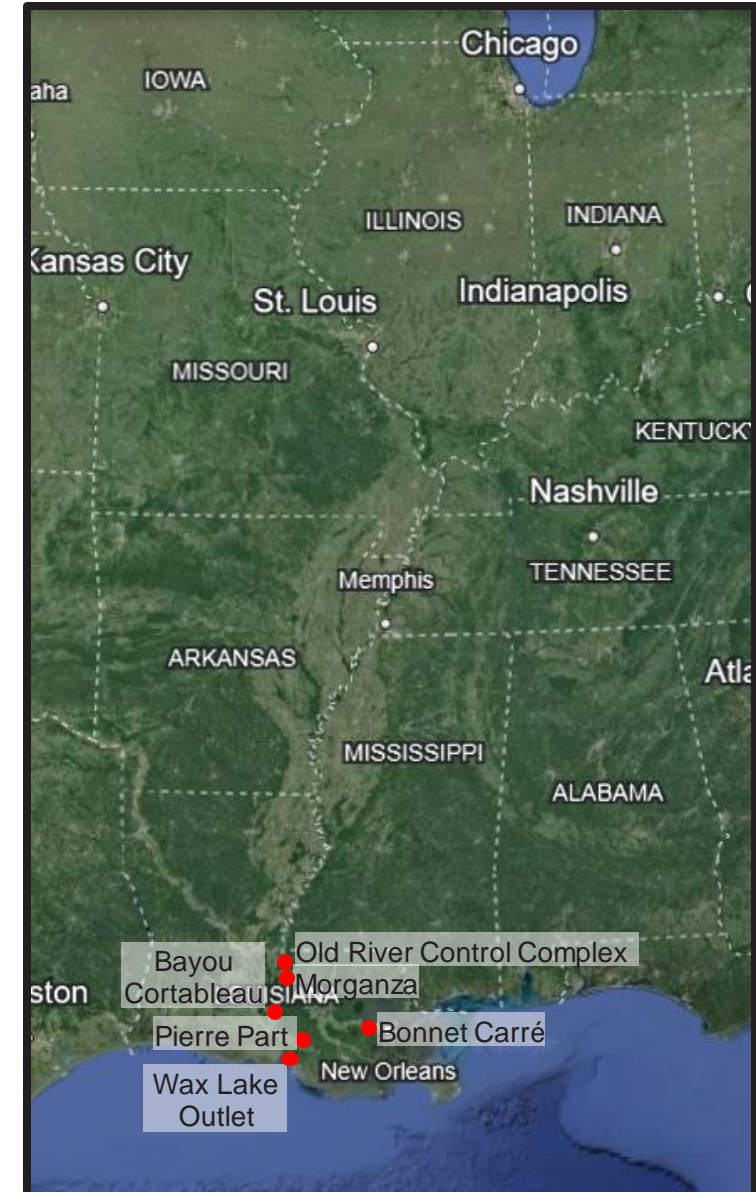 Chicago
IOWA
aha
ILLINOIS
INDIANA
Kansas City
Indianapolis
St. Louis
MISSOURI
KENTUCKY
Nashville
TENNESSEE
Memphis
ARKANSAS
Atla
MISSISSIPPI
ALABAMA
Old River Control Complex
Bayou
Cortableau
Morganza
ston
LOUISIANA
Pierre Part
Bonnet Carré
New Orleans
Wax Lake
Outlet